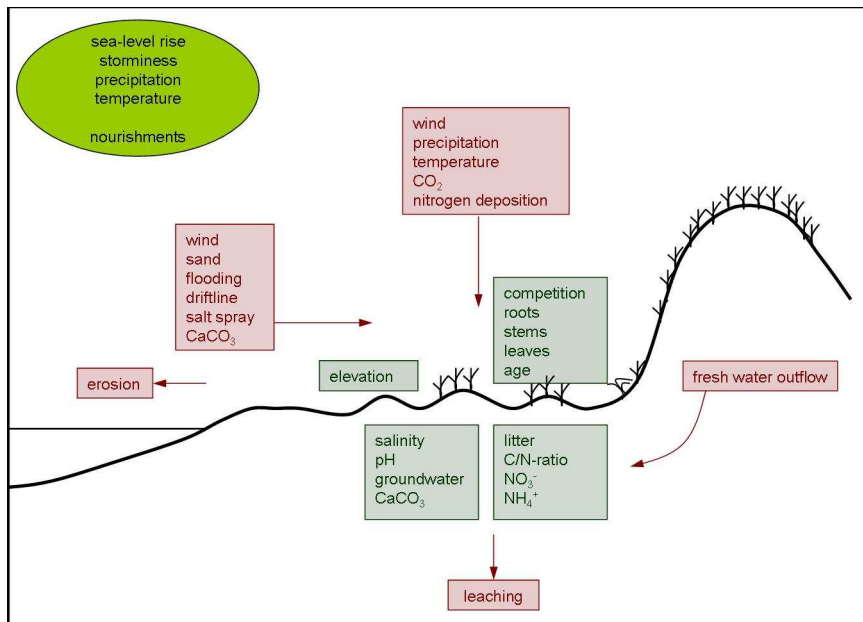 sea-level rise
storminess
precipitation
temperature
nourishments
wind
precipitation
temperature
CO₂
nitrogen deposition
wind
sand
flooding
driftline
salt spray
CaCO₃
competition
roots
stems
leaves
age
elevation
erosion
fresh water outflow
salinity
pH
groundwater
CaCO₃
litter
C/N-ratio
NO₃⁻
NH₄⁺
leaching